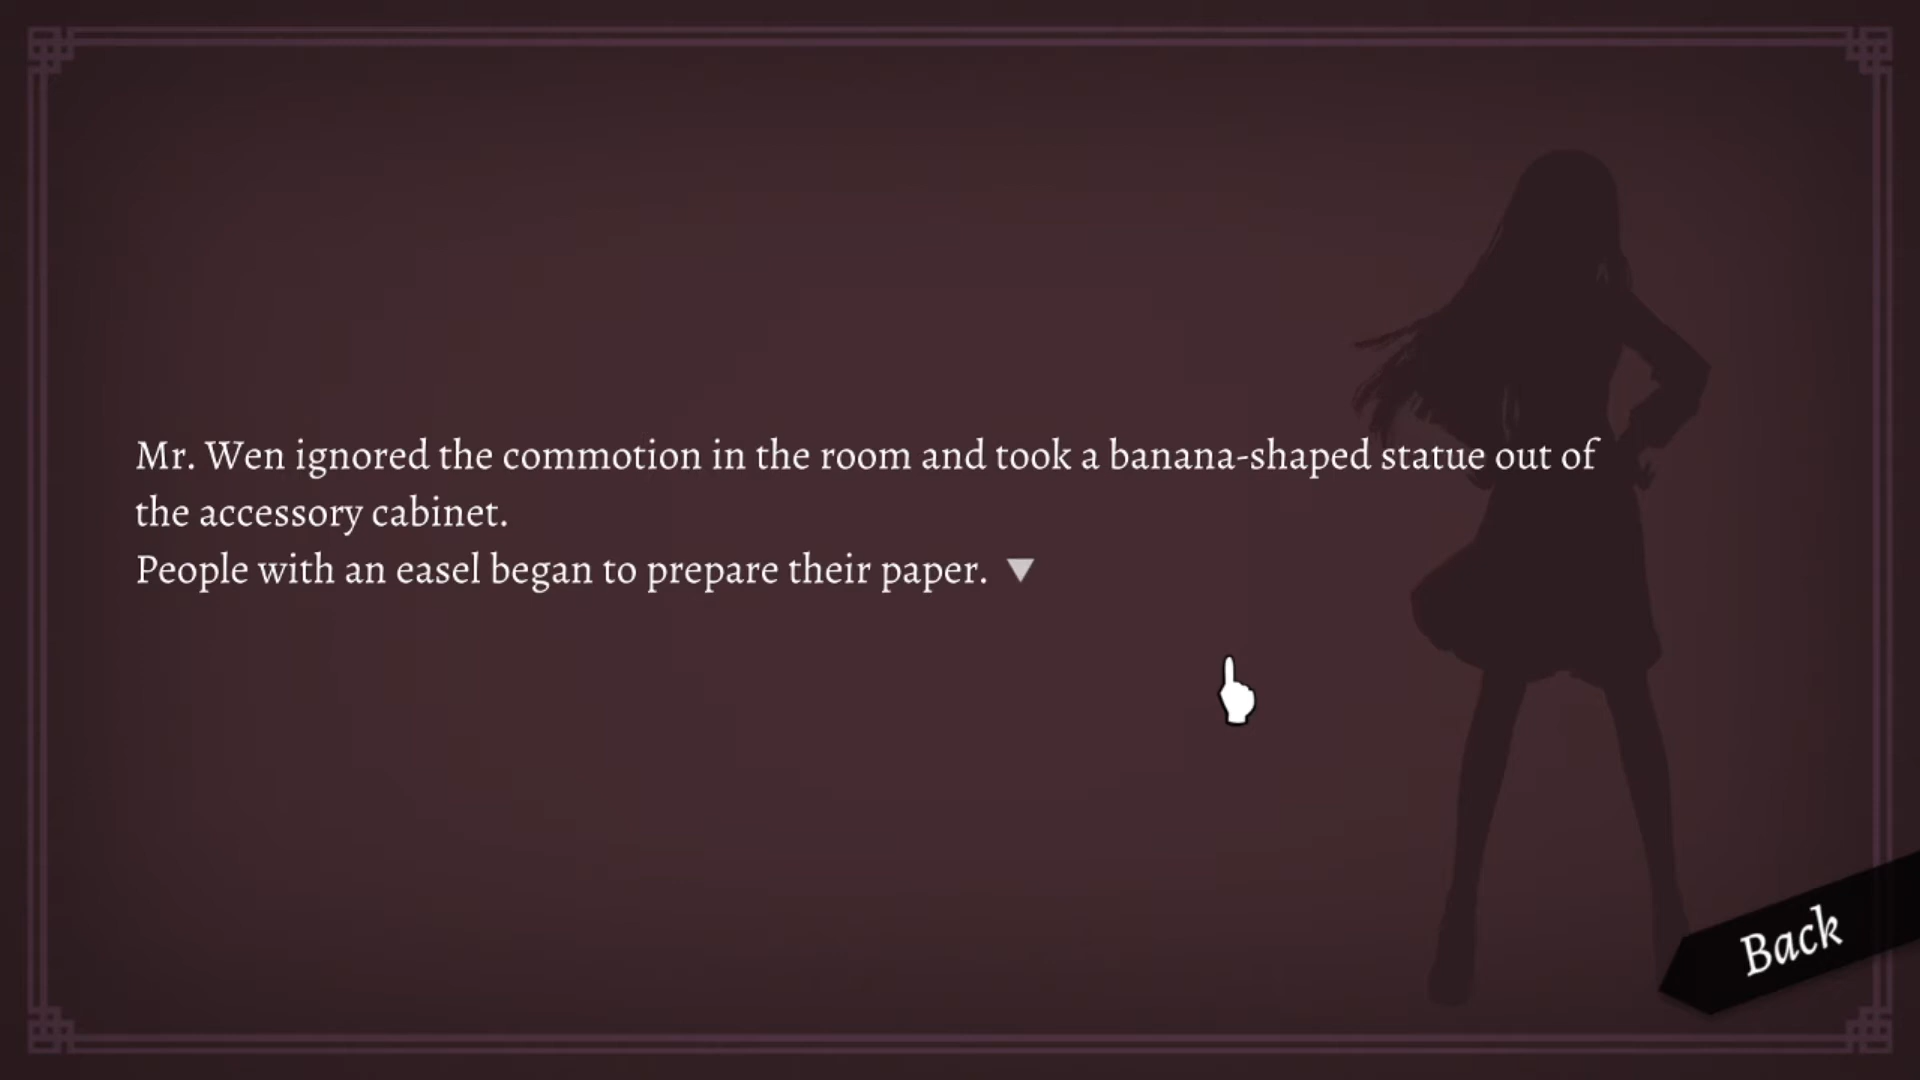 Mr. Wen ignored the commotion in the room and took a banana-shaped statue out of
the accessory cabinet.
People with an easel began to prepare their paper.
Back